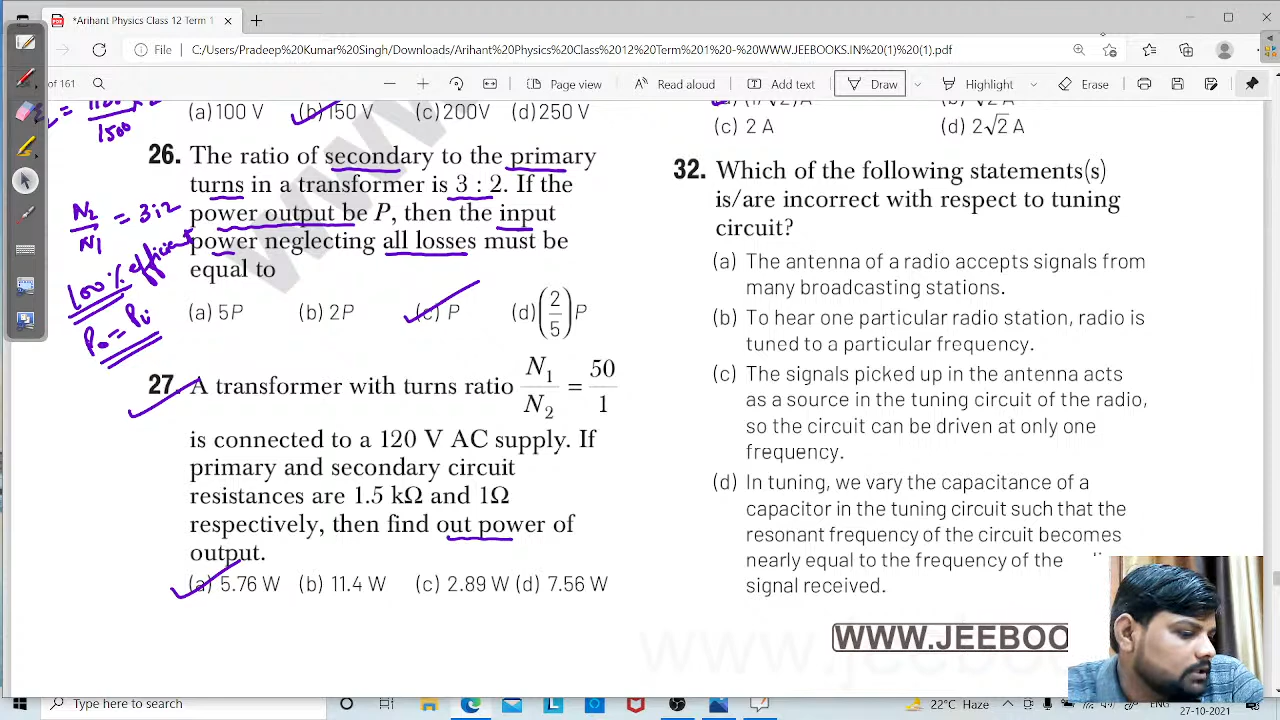 *Arihant Physics Class 12 Term 1
File
C:/Users/Pradeep%20Kumar%20Singh/Downloads/Arihant%20Physics%20Class%2012%20Term%201%20-%20WWW.JEEBOOKS.IN%20(1)%20(1).pdf
of 161
Page view
Read aloud
Add text
Draw
Highlight
Erase
1500
(a) 100 V (b) 150 V (c) 200V (d) 250 V
26. The ratio of secondary to the primary
turns in a transformer is 3 : 2. If the
power output be P, then the input
power neglecting all losses must be
equal to
N2/N1 = 3:2
100% efficient
Po = Pi
(a) 5P (b) 2P (c) P (d) (2/5)P
27. A transformer with turns ratio N1/N2 = 50/1
is connected to a 120 V AC supply. If
primary and secondary circuit
resistances are 1.5 kΩ and 1Ω
respectively, then find out power of
output.
(a) 5.76 W (b) 11.4 W (c) 2.89 W (d) 7.56 W
(c) 2 A (d) 2√2 A
32. Which of the following statements(s)
is/are incorrect with respect to tuning
circuit?
(a) The antenna of a radio accepts signals from
many broadcasting stations.
(b) To hear one particular radio station, radio is
tuned to a particular frequency.
(c) The signals picked up in the antenna acts
as a source in the tuning circuit of the radio,
so the circuit can be driven at only one
frequency.
(d) In tuning, we vary the capacitance of a
capacitor in the tuning circuit such that the
resonant frequency of the circuit becomes
nearly equal to the frequency of the
signal received.
WWW.JEEBOO
www.jee
Type here to search
22°C Haze
27-10-2021